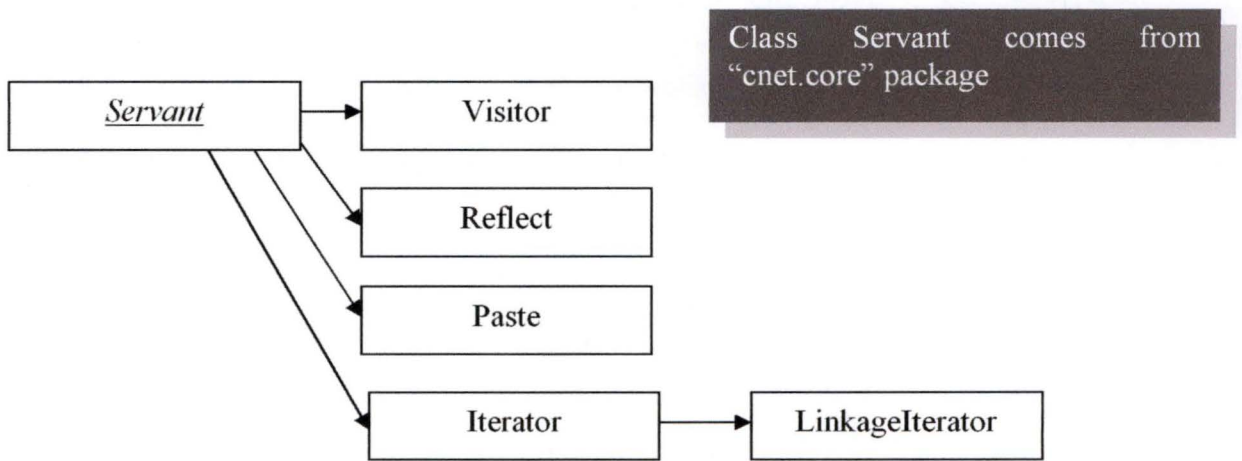 Class Servant comes from
“cnet.core” package
Servant
Visitor
Reflect
Paste
Iterator
LinkageIterator